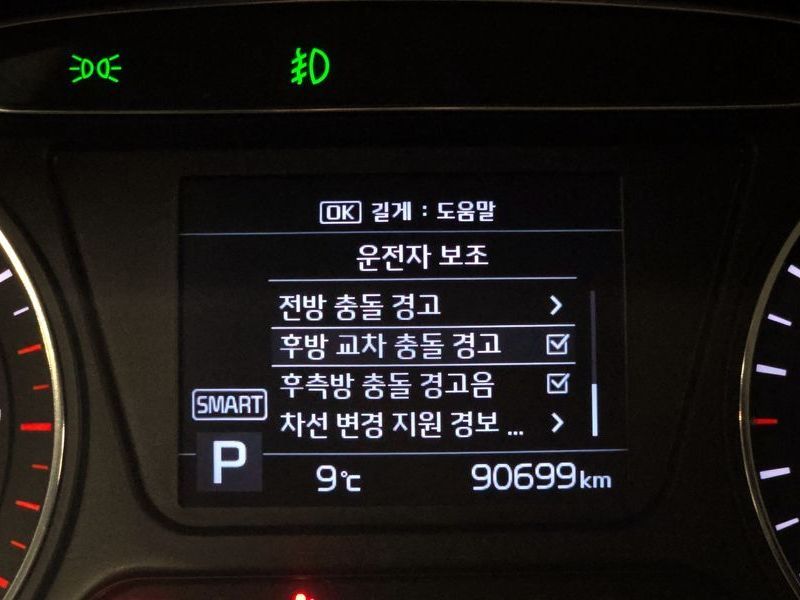 OK 길게 : 도움말
운전자 보조
전방 충돌 경고
후방 교차 충돌 경고
후측방 충돌 경고음
차선 변경 지원 경보 ...
SMART
P
9℃
90699 km